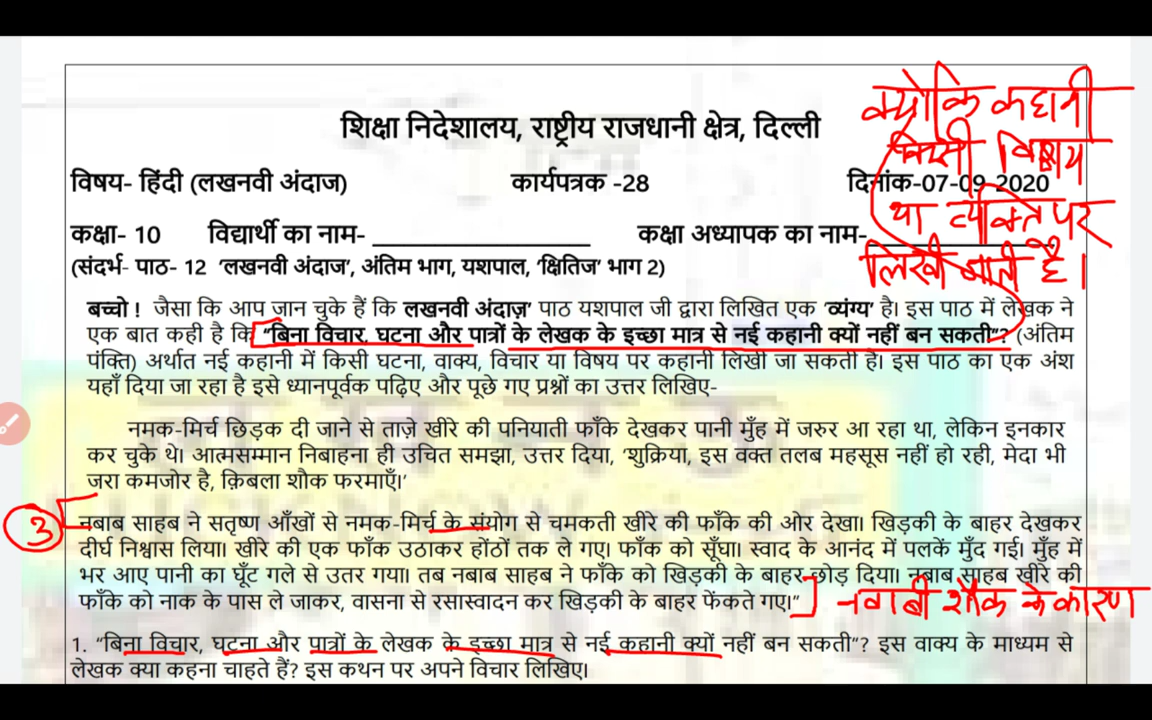 शिक्षा निदेशालय, राष्ट्रीय राजधानी क्षेत्र, दिल्ली
विषय- हिंदी (लखनवी अंदाज)
कार्यपत्रक -28
दिनांक-07-09-2020
कक्षा- 10 विद्यार्थी का नाम- ___________________
कक्षा अध्यापक का नाम-________________
(संदर्भ- पाठ- 12 ‘लखनवी अंदाज’, अंतिम भाग, यशपाल, ‘क्षितिज’ भाग 2)
क्योकि कहानी
किसी विषय
या व्यक्ति पर
लिखी जाती है।
बच्चो ! जैसा कि आप जान चुके हैं कि लखनवी अंदाज़’ पाठ यशपाल जी द्वारा लिखित एक ‘व्यंग्य’ है। इस पाठ में लेखक ने
एक बात कही है कि “बिना विचार, घटना और पात्रों के लेखक के इच्छा मात्र से नई कहानी क्यों नहीं बन सकती”? (अंतिम
पंक्ति) अर्थात नई कहानी में किसी घटना, वाक्य, विचार या विषय पर कहानी लिखी जा सकती है। इस पाठ का एक अंश
यहाँ दिया जा रहा है इसे ध्यानपूर्वक पढ़िए और पूछे गए प्रश्नों का उत्तर लिखिए-
नमक-मिर्च छिड़क दी जाने से ताज़े खीरे की पनियाती फाँके देखकर पानी मुँह में जरुर आ रहा था, लेकिन इनकार
कर चुके थे। आत्मसम्मान निबाहना ही उचित समझा, उत्तर दिया, ‘शुक्रिया, इस वक्त तलब महसूस नहीं हो रही, मेदा भी
जरा कमजोर है, क़िबला शौक फरमाएँ।’
3
नबाब साहब ने सतृष्ण आँखों से नमक-मिर्च के संयोग से चमकती खीरे की फाँके की ओर देखा। खिड़की के बाहर देखकर
दीर्घ निश्वास लिया। खीरे की एक फाँक उठाकर होंठों तक ले गए। फाँक को सूँघा। स्वाद के आनंद में पलकें मुँद गई। मुँह में
भर आए पानी का घूँट गले से उतर गया। तब नबाब साहब ने फाँके को खिड़की के बाहर छोड़ दिया। नबाब साहब खीरे की
फाँके को नाक के पास ले जाकर, वासना से रसास्वादन कर खिड़की के बाहर फेंकते गए।”
नवाबी शौक के कारण
1. “बिना विचार, घटना और पात्रों के लेखक के इच्छा मात्र से नई कहानी क्यों नहीं बन सकती”? इस वाक्य के माध्यम से
लेखक क्या कहना चाहते हैं? इस कथन पर अपने विचार लिखिए।